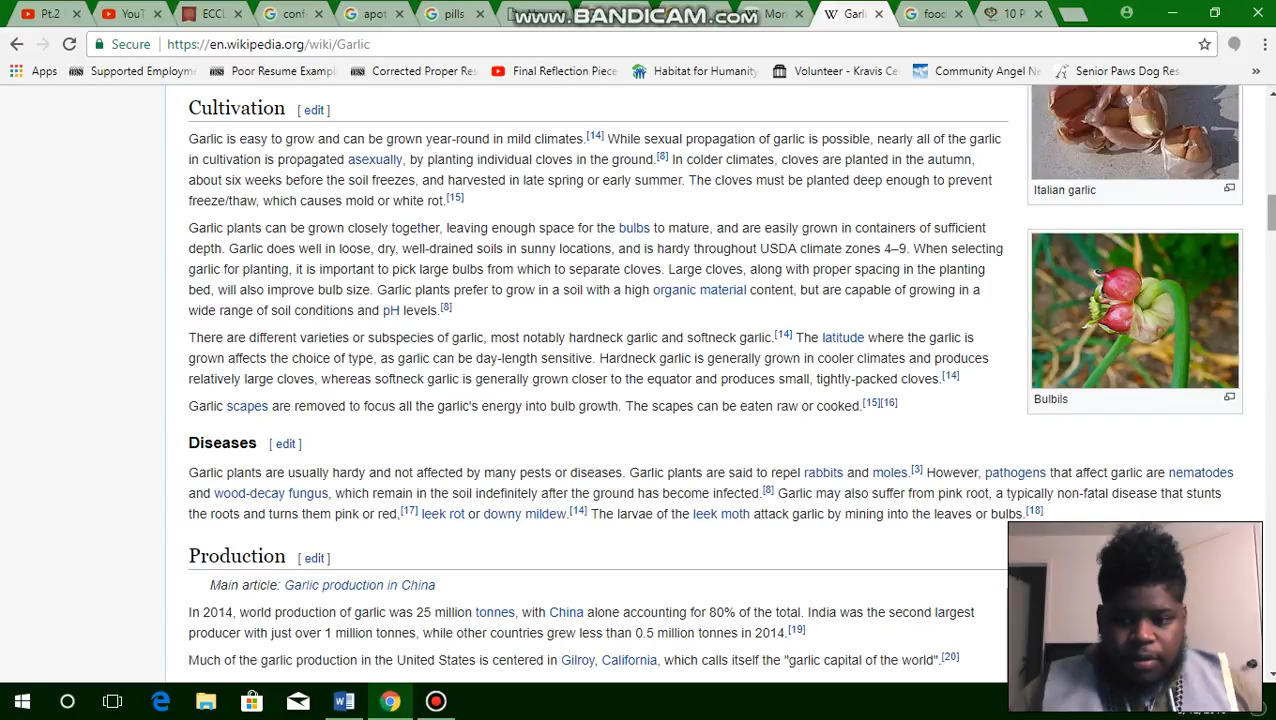 Pt.2
YouT
ECCL
conf
apot
pills
www.BANDICAM.com
Mor
Garl
food
10 P
Secure
https://en.wikipedia.org/wiki/Garlic
Apps
Supported Employm
Poor Resume Exampl
Corrected Proper Res
Final Reflection Piece
Habitat for Humanity
Volunteer - Kravis Ce
Community Angel Ne
Senior Paws Dog Res
Cultivation [ edit ]
Garlic is easy to grow and can be grown year-round in mild climates.[14] While sexual propagation of garlic is possible, nearly all of the garlic
in cultivation is propagated asexually, by planting individual cloves in the ground.[8] In colder climates, cloves are planted in the autumn,
about six weeks before the soil freezes, and harvested in late spring or early summer. The cloves must be planted deep enough to prevent
freeze/thaw, which causes mold or white rot.[15]
Garlic plants can be grown closely together, leaving enough space for the bulbs to mature, and are easily grown in containers of sufficient
depth. Garlic does well in loose, dry, well-drained soils in sunny locations, and is hardy throughout USDA climate zones 4–9. When selecting
garlic for planting, it is important to pick large bulbs from which to separate cloves. Large cloves, along with proper spacing in the planting
bed, will also improve bulb size. Garlic plants prefer to grow in a soil with a high organic material content, but are capable of growing in a
wide range of soil conditions and pH levels.[8]
There are different varieties or subspecies of garlic, most notably hardneck garlic and softneck garlic.[14] The latitude where the garlic is
grown affects the choice of type, as garlic can be day-length sensitive. Hardneck garlic is generally grown in cooler climates and produces
relatively large cloves, whereas softneck garlic is generally grown closer to the equator and produces small, tightly-packed cloves.[14]
Garlic scapes are removed to focus all the garlic's energy into bulb growth. The scapes can be eaten raw or cooked.[15][16]
Italian garlic
Bulbils
Diseases [ edit ]
Garlic plants are usually hardy and not affected by many pests or diseases. Garlic plants are said to repel rabbits and moles.[3] However, pathogens that affect garlic are nematodes
and wood-decay fungus, which remain in the soil indefinitely after the ground has become infected.[8] Garlic may also suffer from pink root, a typically non-fatal disease that stunts
the roots and turns them pink or red,[17] leek rot or downy mildew.[14] The larvae of the leek moth attack garlic by mining into the leaves or bulbs.[18]
Production [ edit ]
Main article: Garlic production in China
In 2014, world production of garlic was 25 million tonnes, with China alone accounting for 80% of the total. India was the second largest
producer with just over 1 million tonnes, while other countries grew less than 0.5 million tonnes in 2014.[19]
Much of the garlic production in the United States is centered in Gilroy, California, which calls itself the "garlic capital of the world".[20]